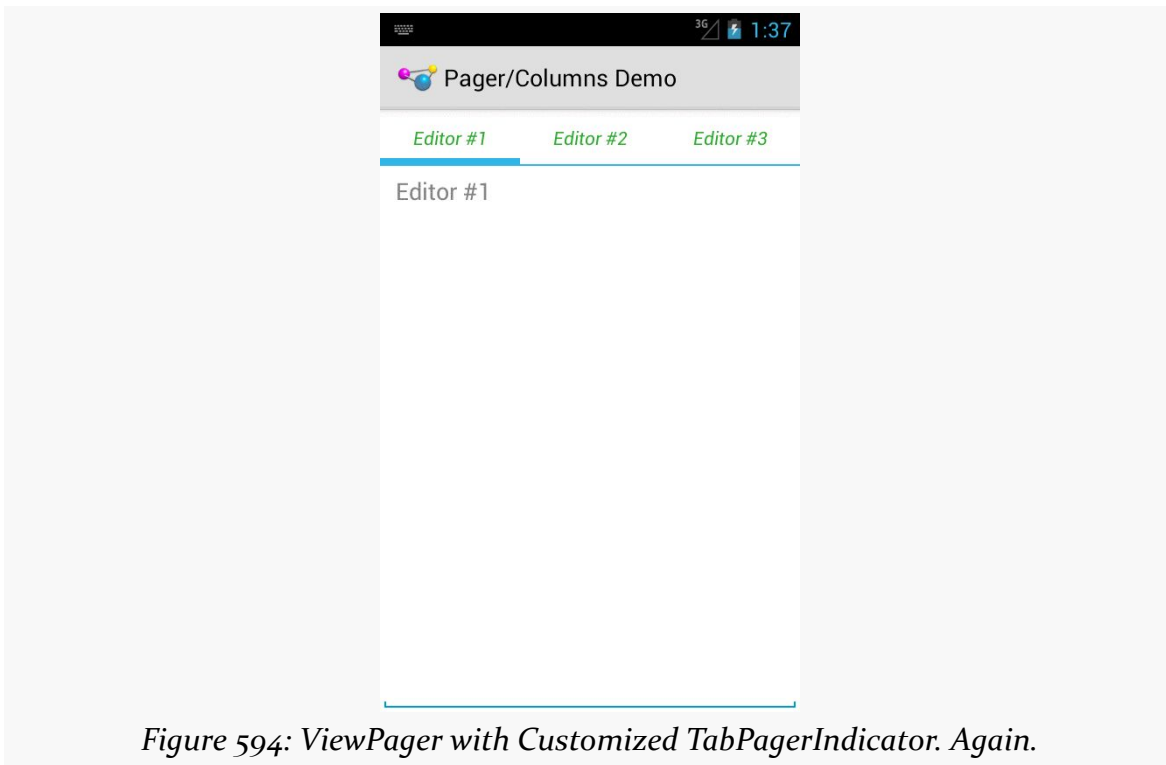 3G 1:37
Pager/Columns Demo
Editor #1 Editor #2 Editor #3
Editor #1
Figure 594: ViewPager with Customized TabPagerIndicator. Again.